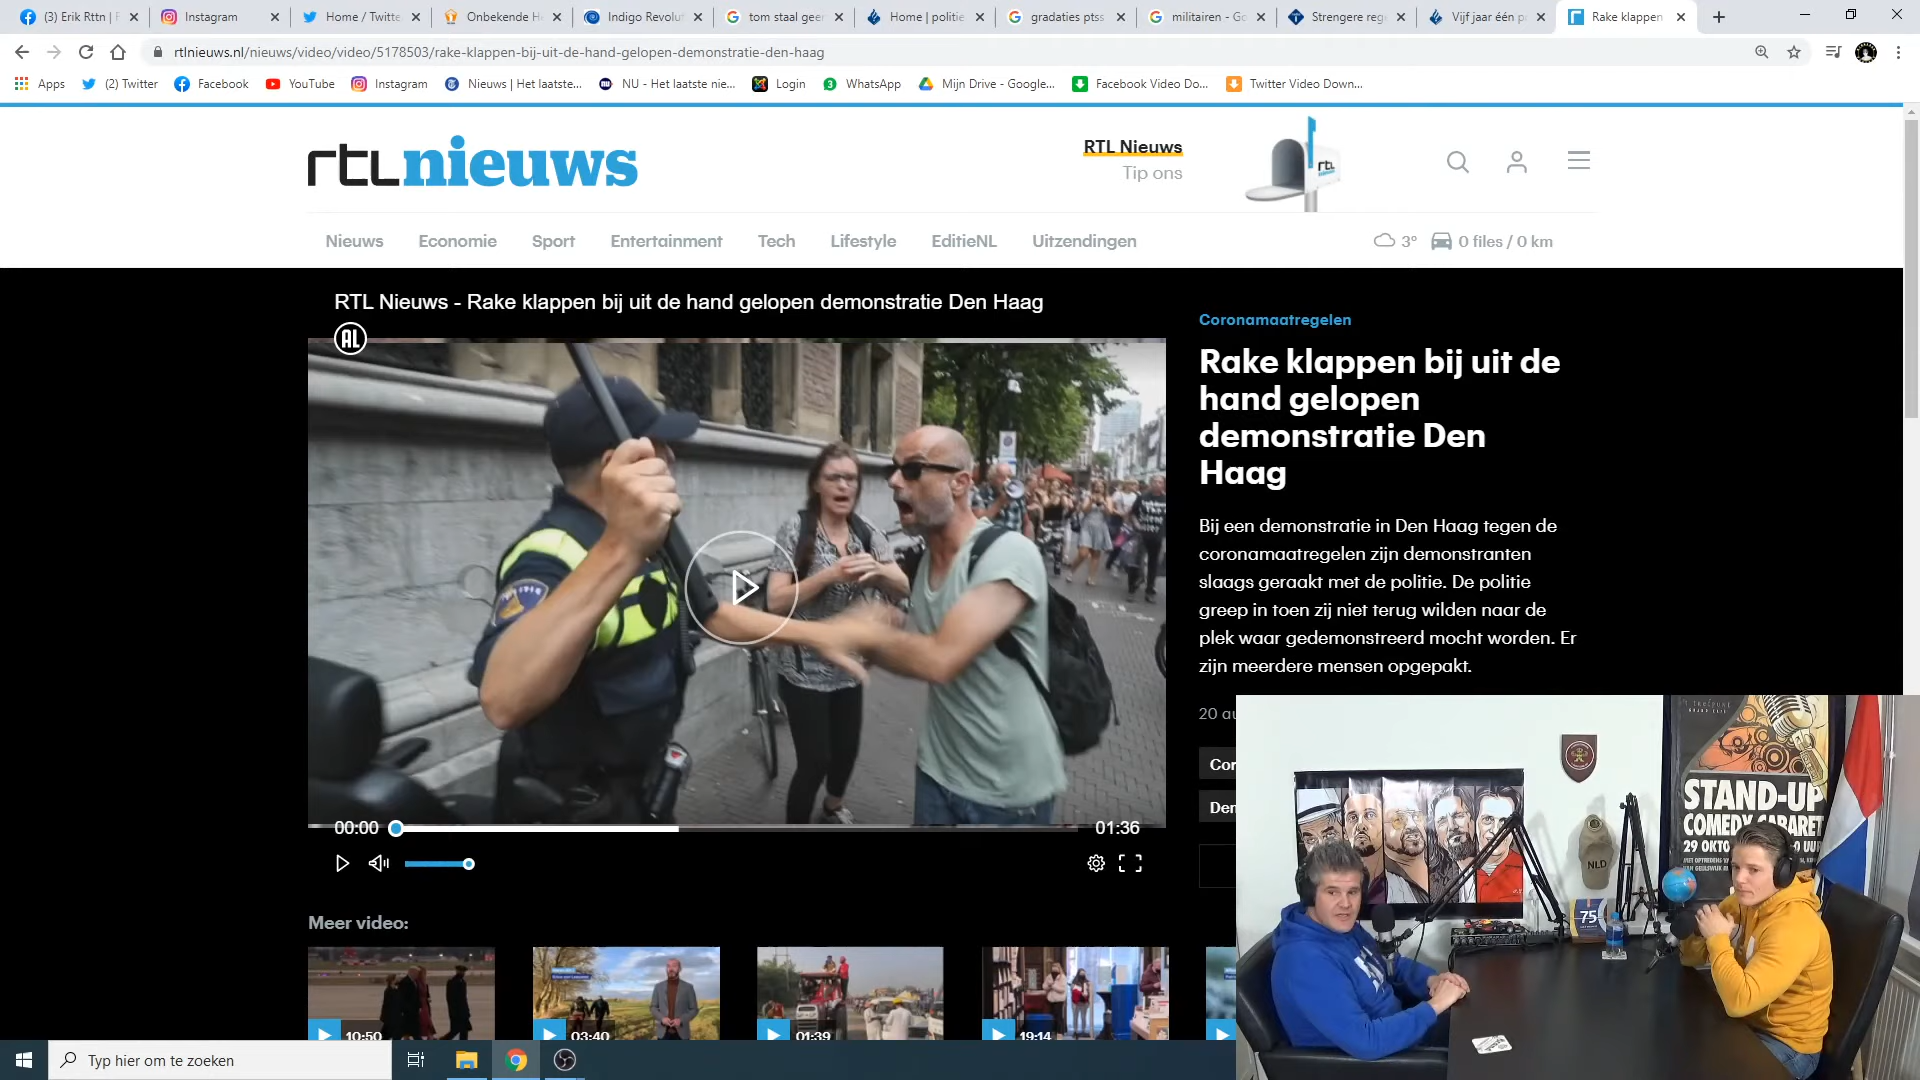 (3) Erik Rttn | F
Instagram
Home / Twitte
Onbekende H
Indigo Revolut
tom staal geen
Home | politie
gradaties ptss
militairen - Go
Strengere reg
Vijf jaar één p
Rake klappen
rtlnieuws.nl/nieuws/video/video/5178503/rake-klappen-bij-uit-de-hand-gelopen-demonstratie-den-haag
Apps
(2) Twitter
Facebook
YouTube
Instagram
Nieuws | Het laatste...
NU - Het laatste nie...
Login
WhatsApp
Mijn Drive - Google...
Facebook Video Do...
Twitter Video Down...
rtlnieuws
RTL Nieuws
Tip ons
rtl
Nieuws
Economie
Sport
Entertainment
Tech
Lifestyle
EditieNL
Uitzendingen
3°
0 files / 0 km
RTL Nieuws - Rake klappen bij uit de hand gelopen demonstratie Den Haag
AL
00:00
01:36
Coronamaatregelen
Rake klappen bij uit de
hand gelopen
demonstratie Den
Haag
Bij een demonstratie in Den Haag tegen de
coronamaatregelen zijn demonstranten
slaags geraakt met de politie. De politie
greep in toen zij niet terug wilden naar de
plek waar gedemonstreerd mocht worden. Er
zijn meerdere mensen opgepakt.
20 au
Cor
Den
Meer video:
10:50
03:40
01:39
19:14
STAND-UP
COMEDY CABARET
29 OKTO
NLD
75
Typ hier om te zoeken